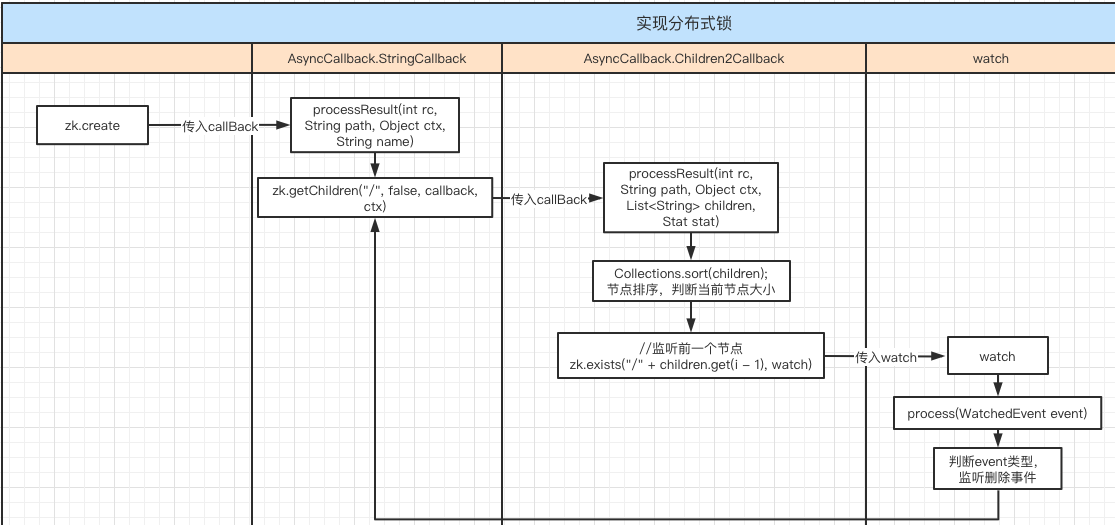 实现分布式锁
AsyncCallback.StringCallback
AsyncCallback.Children2Callback
watch
zk.create
传入callBack
processResult(int rc,
String path, Object ctx,
String name)
zk.getChildren("/", false, callback,
ctx)
传入callBack
processResult(int rc,
String path, Object ctx,
List<String> children,
Stat stat)
Collections.sort(children);
节点排序，判断当前节点大小
//监听前一个节点
zk.exists("/" + children.get(i - 1), watch)
传入watch
watch
process(WatchedEvent event)
判断event类型，
监听删除事件